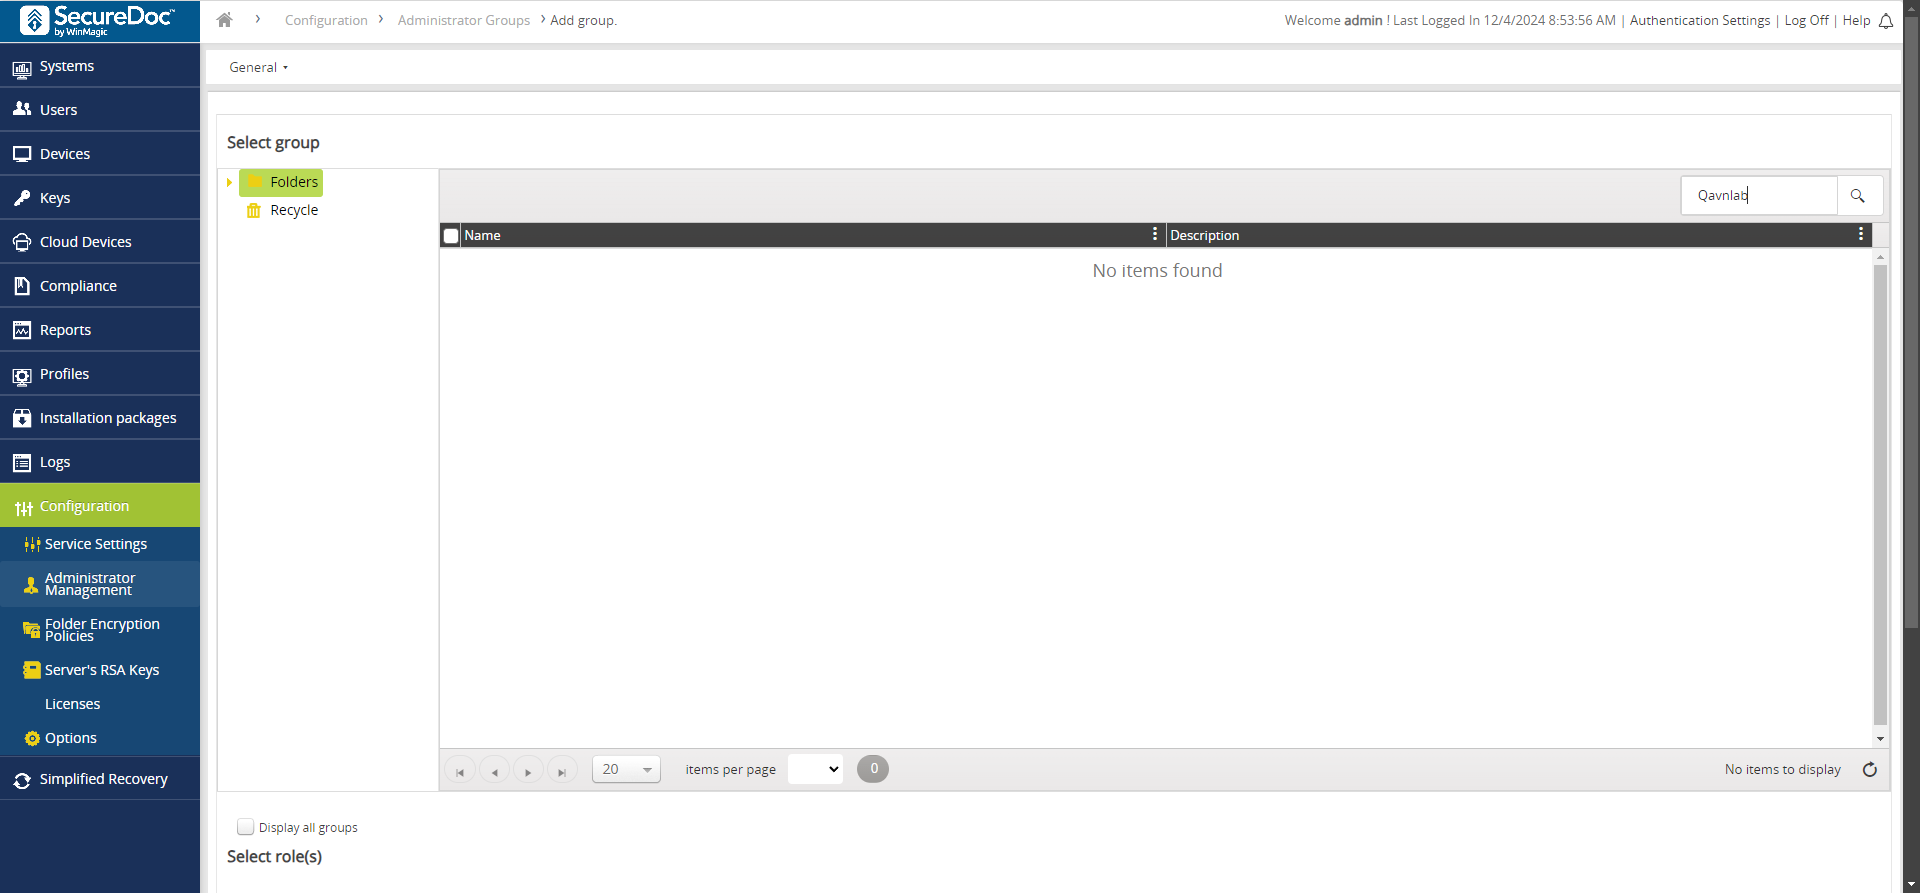 SecureDoc™
by WinMagic
Configuration
Administrator Groups
Add group.
Welcome admin ! Last Logged In 12/4/2024 8:53:56 AM | Authentication Settings | Log Off | Help
Systems
Users
Devices
Keys
Cloud Devices
Compliance
Reports
Profiles
Installation packages
Logs
Configuration
Service Settings
Administrator
Management
Folder Encryption
Policies
Server's RSA Keys
Licenses
Options
Simplified Recovery
General
Select group
Folders
Recycle
Qavnlab
Name
Description
No items found
20
items per page
0
No items to display
Display all groups
Select role(s)